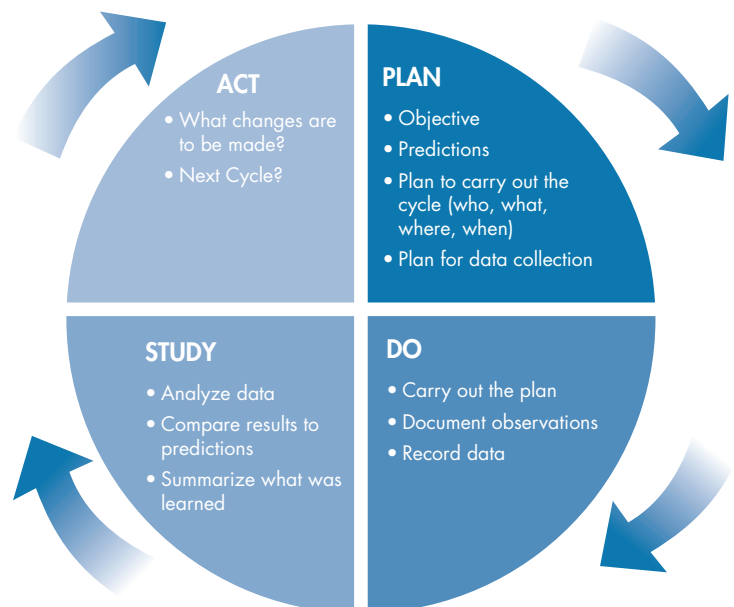 ACT
• What changes are
to be made?
• Next Cycle?
PLAN
• Objective
• Predictions
• Plan to carry out the
cycle (who, what,
where, when)
• Plan for data collection
STUDY
• Analyze data
• Compare results to
predictions
• Summarize what was
learned
DO
• Carry out the plan
• Document observations
• Record data